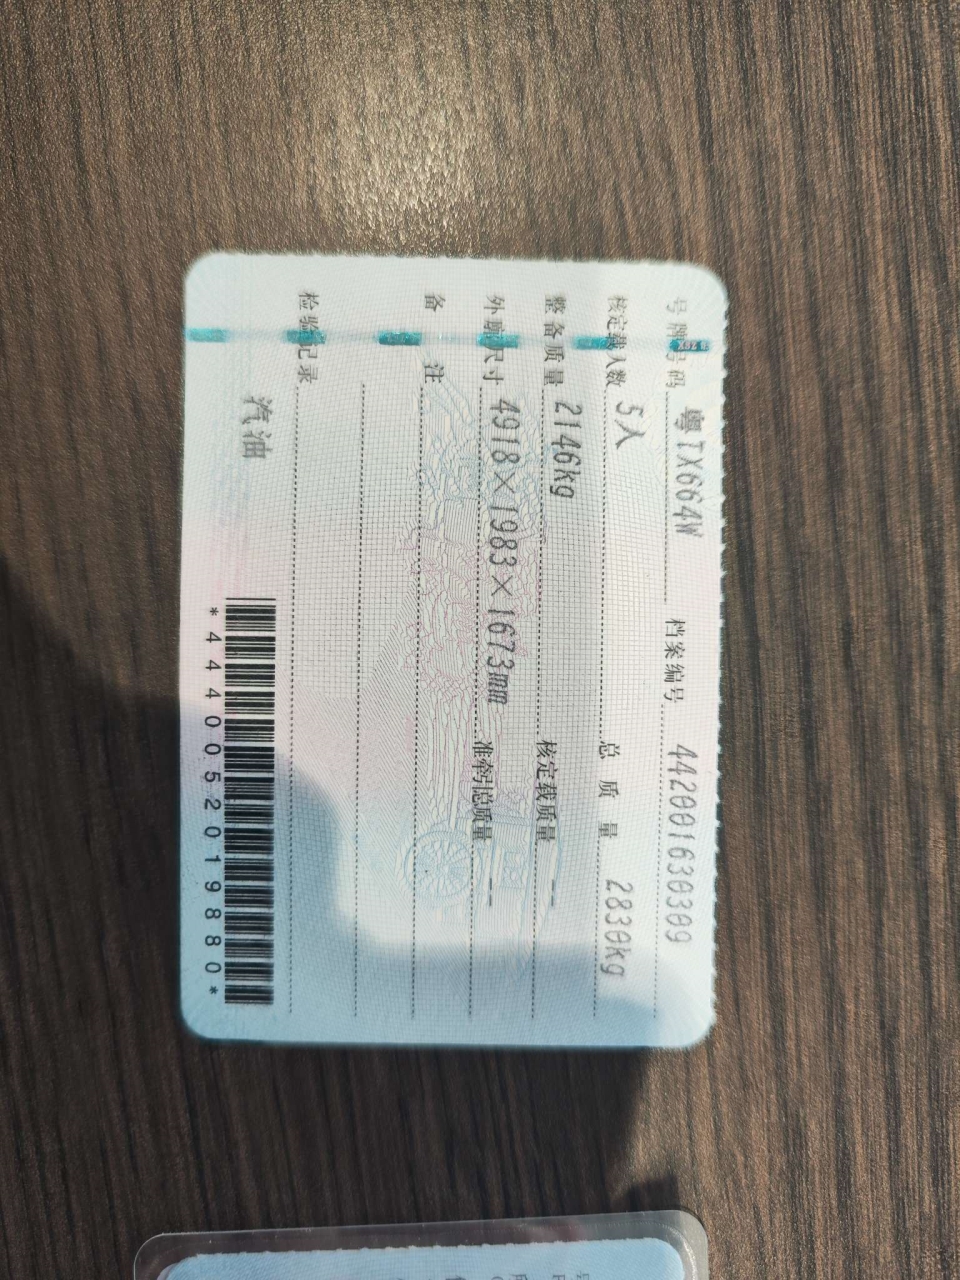 号牌号码 粤TX664W 档案编号 442001630309
核定载人数 5人 总质量 2830kg
整备质量 2146kg 核定载质量 --
外廓尺寸 4918×1983×1673mm 准牵引总质量 --
备注
检验记录
汽油
*4440052019880*